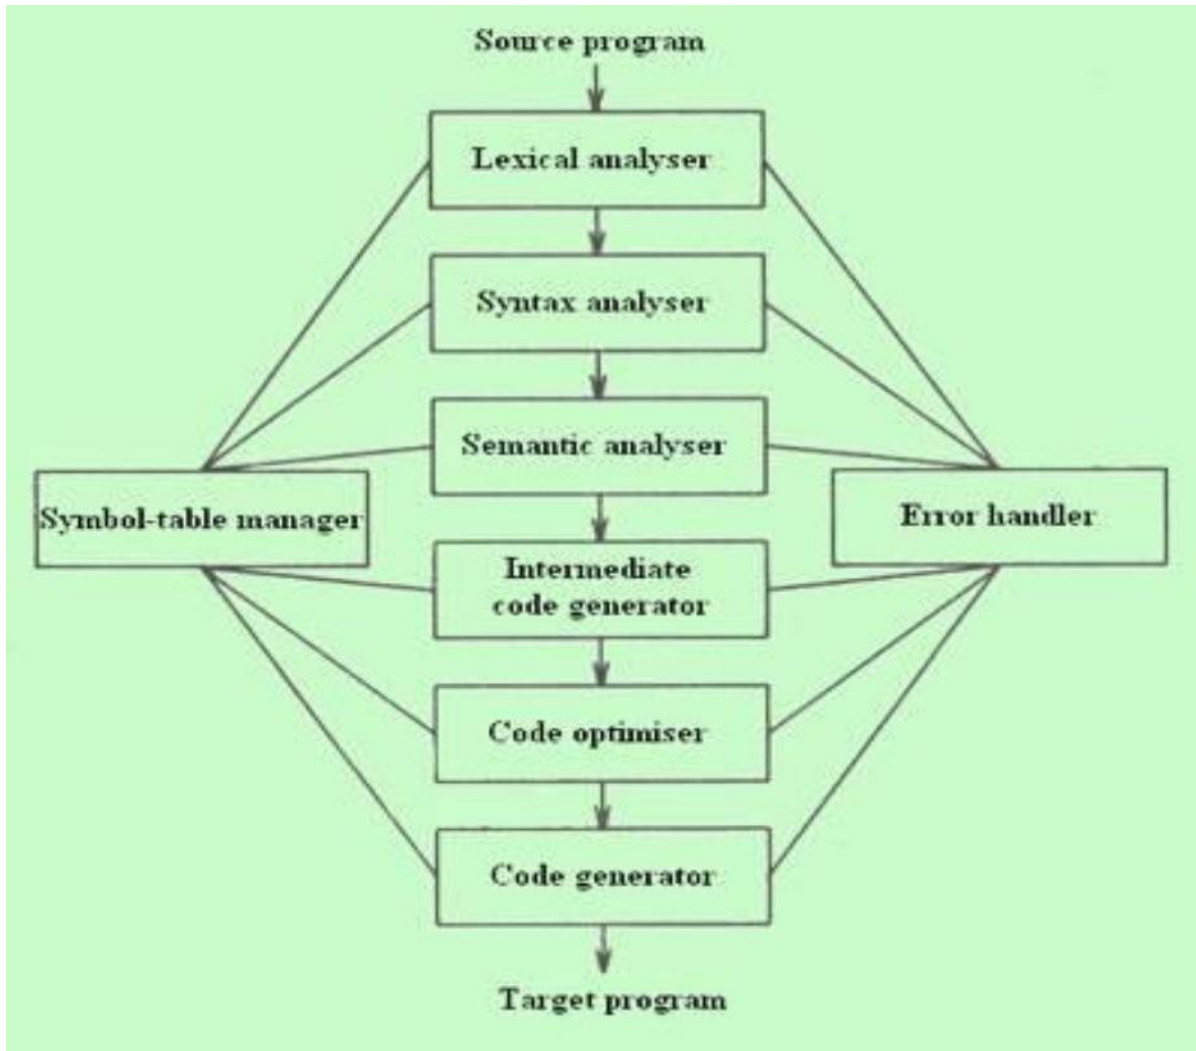 Source program
Lexical analyser
Syntax analyser
Semantic analyser
Symbol-table manager
Error handler
Intermediate
code generator
Code optimiser
Code generator
Target program